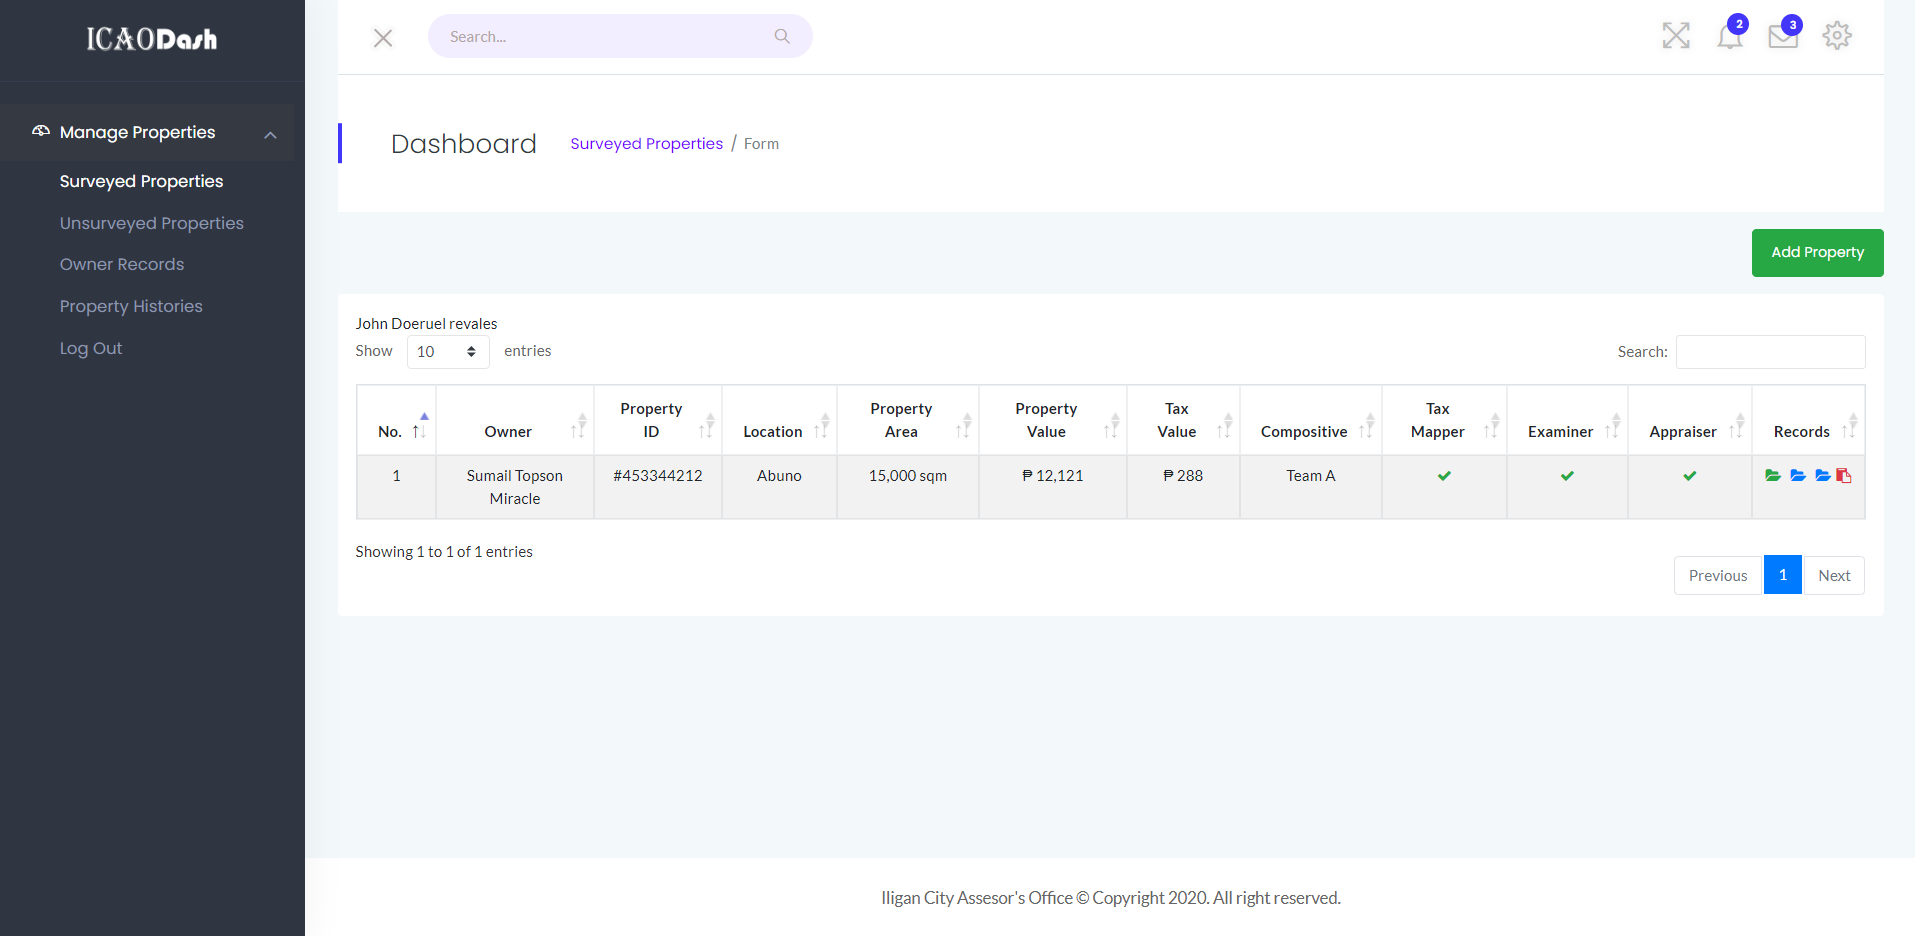 ICAODash
Manage Properties
Surveyed Properties
Unsurveyed Properties
Owner Records
Property Histories
Log Out
Search...
2
3
Dashboard
Surveyed Properties / Form
Add Property
John Doeruel revales
Show 10 entries
Search:
No. Owner Property ID Location Property Area Property Value Tax Value Compositive Tax Mapper Examiner Appraiser Records
1 Sumail Topson Miracle #453344212 Abuno 15,000 sqm ₱ 12,121 ₱ 288 Team A
Showing 1 to 1 of 1 entries
Previous 1 Next
Iligan City Assesor's Office © Copyright 2020. All right reserved.